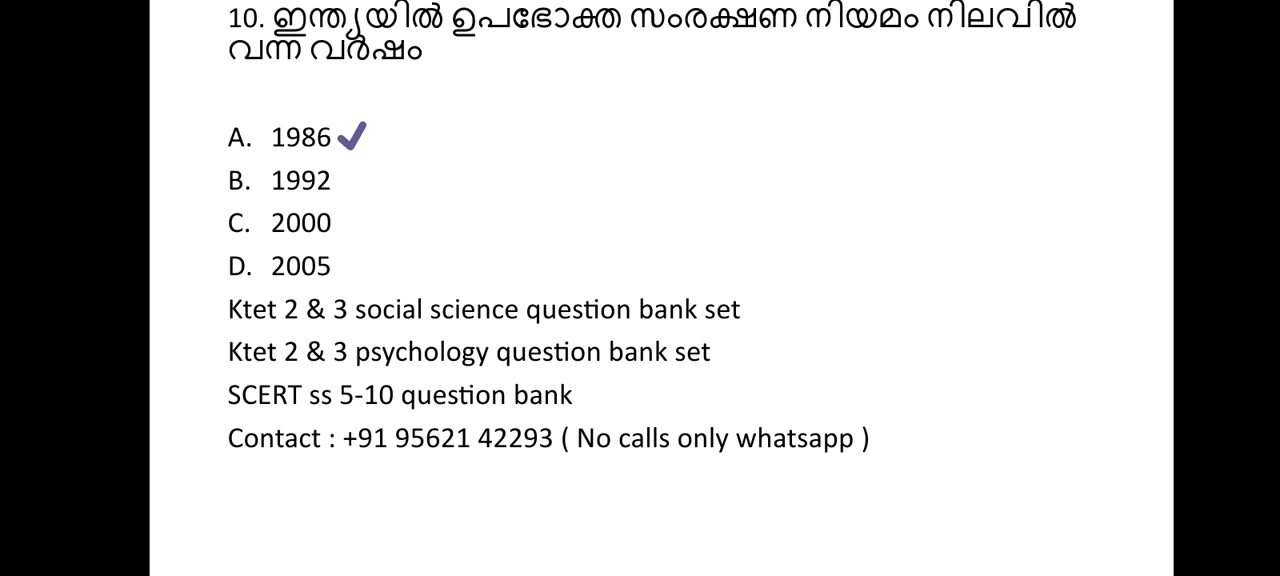 10. ഇന്ത്യയിൽ ഉപഭോക്ത സംരക്ഷണ നിയമം നിലവിൽ
വന്ന വർഷം
A. 1986
B. 1992
C. 2000
D. 2005
Ktet 2 & 3 social science question bank set
Ktet 2 & 3 psychology question bank set
SCERT ss 5-10 question bank
Contact : +91 95621 42293 ( No calls only whatsapp )